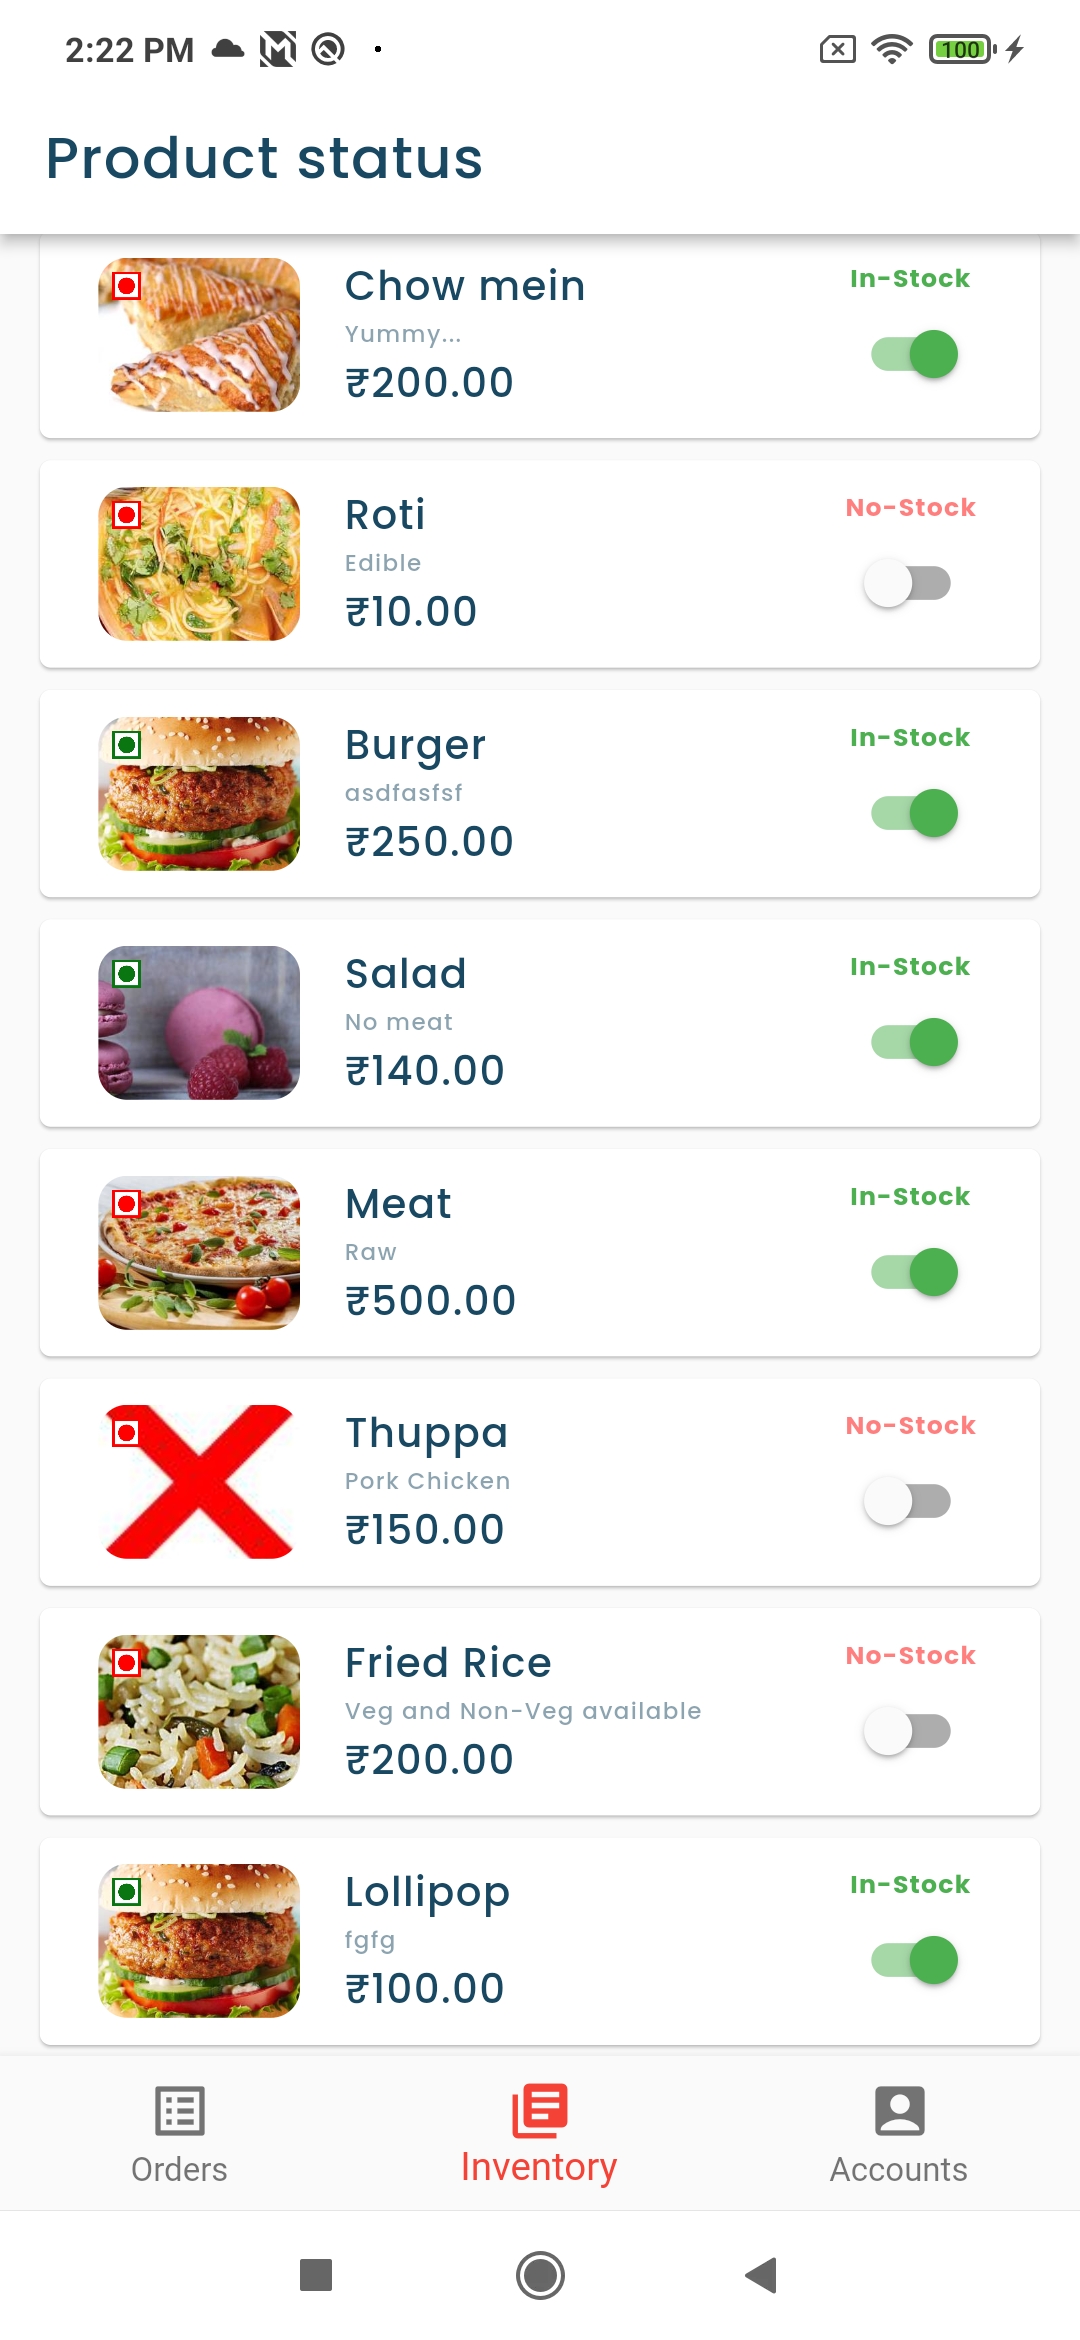 2:22 PM
100
Product status
Chow mein
In-Stock
Yummy...
₹200.00
Roti
No-Stock
Edible
₹10.00
Burger
In-Stock
asdfasfsf
₹250.00
Salad
In-Stock
No meat
₹140.00
Meat
In-Stock
Raw
₹500.00
Thuppa
No-Stock
Pork Chicken
₹150.00
Fried Rice
No-Stock
Veg and Non-Veg available
₹200.00
Lollipop
In-Stock
fgfg
₹100.00
Orders
Inventory
Accounts